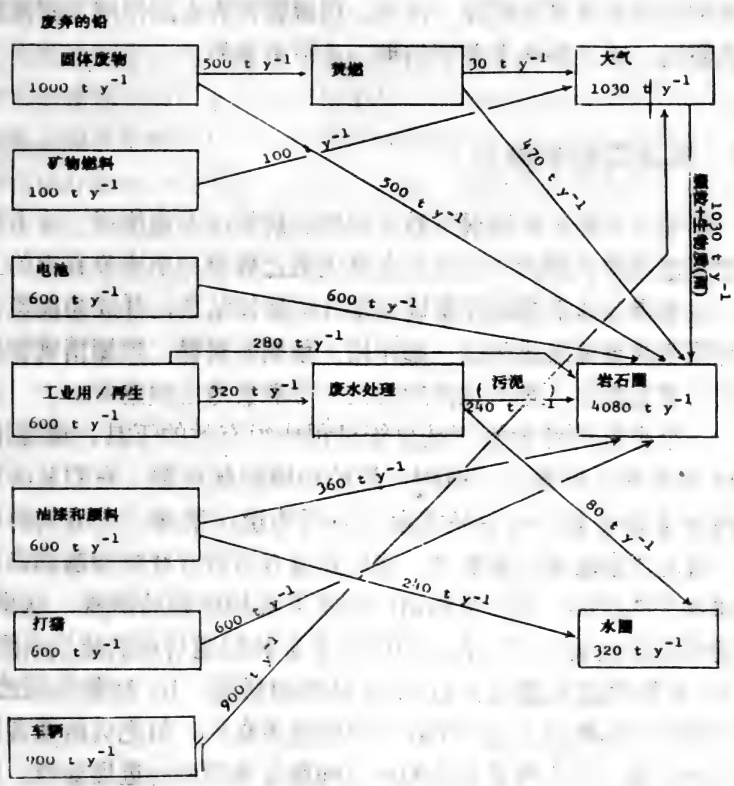 废弃的铅
固体废物
1000 t y⁻¹
500 t y⁻¹
焚燃
30 t y⁻¹
大气
1030 t y⁻¹
矿物燃料
100 t y⁻¹
100 y⁻¹
500 t y⁻¹
470 t y⁻¹
1030 t y⁻¹
电池
600 t y⁻¹
600 t y⁻¹
280 t y⁻¹
工业用/再生
600 t y⁻¹
320 t y⁻¹
废水处理
(污泥
240 t ⁻¹
岩石圈
4080 t y⁻¹
油漆和颜料
600 t y⁻¹
360 t y⁻¹
240 t y⁻¹
80 t y⁻¹
打猎
600 t y⁻¹
600 t y⁻¹
水圈
320 t y⁻¹
车辆
900 t y⁻¹
900 t y⁻¹